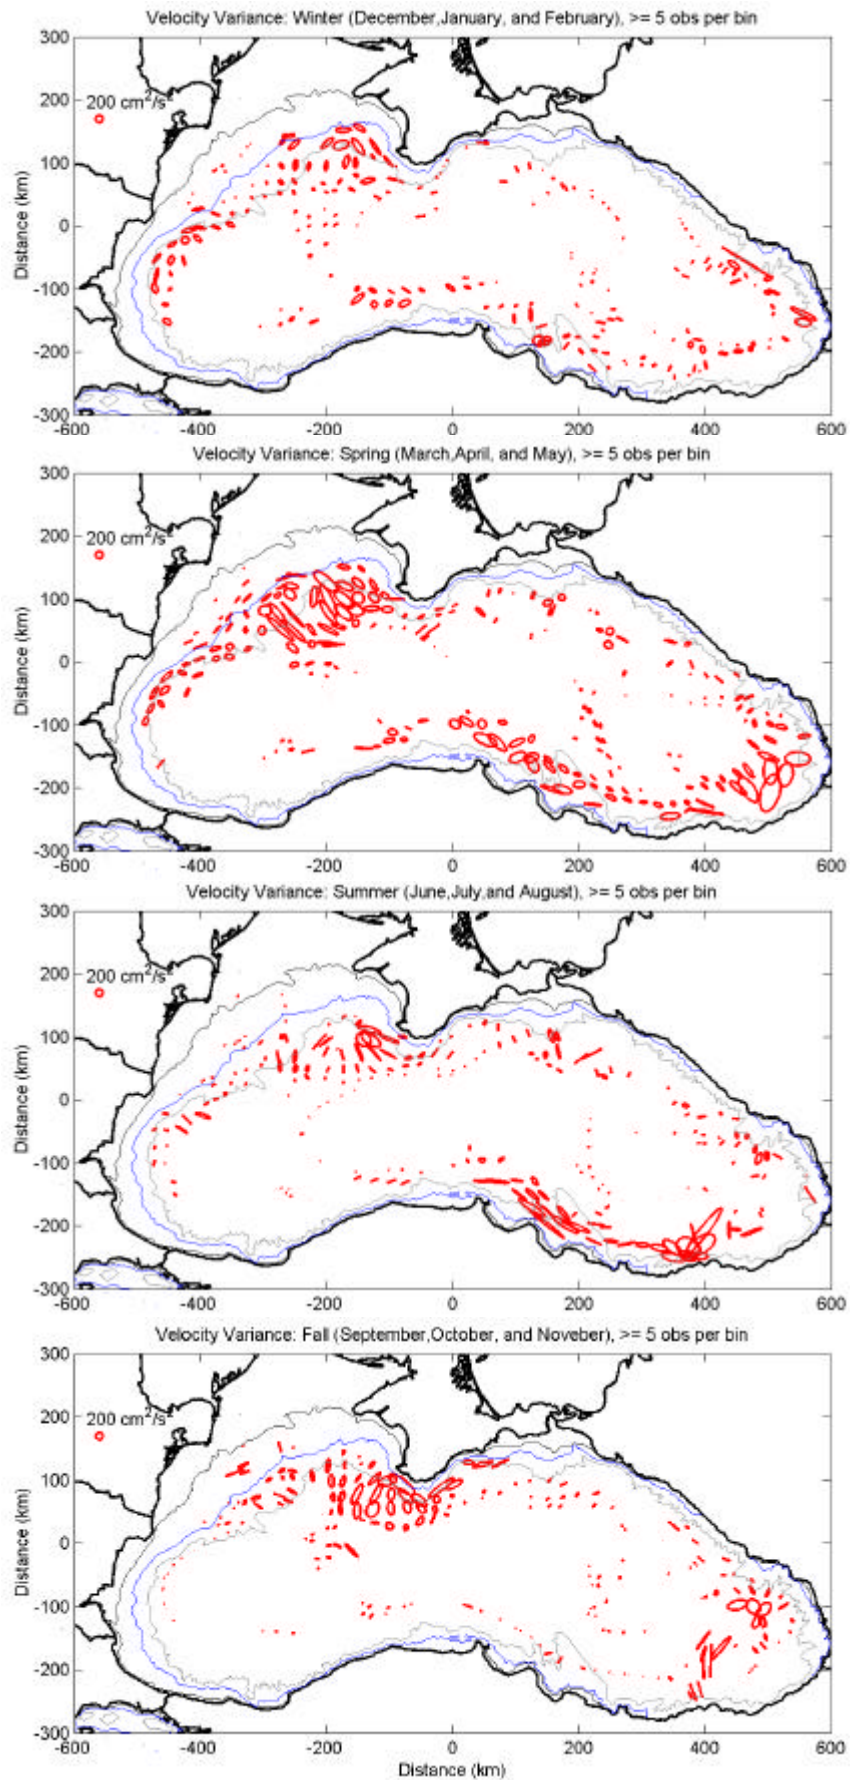 Velocity Variance: Winter (December,January, and February), >= 5 obs per bin
300
200
200 cm²/s²
100
0
-100
-200
-300
Distance (km)
-600 -400 -200 0 200 400 600
Velocity Variance: Spring (March,April, and May), >= 5 obs per bin
300
200
200 cm²/s²
100
0
-100
-200
-300
Distance (km)
-600 -400 -200 0 200 400 600
Velocity Variance: Summer (June,July,and August), >= 5 obs per bin
300
200
200 cm²/s²
100
0
-100
-200
-300
Distance (km)
-600 -400 -200 0 200 400 600
Velocity Variance: Fall (September,October, and Noveber), >= 5 obs per bin
300
200
200 cm²/s²
100
0
-100
-200
-300
Distance (km)
-600 -400 -200 0 200 400 600
Distance (km)